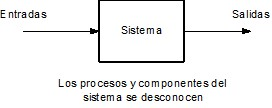 Entradas
Sistema
Salidas
Los procesos y componentes del
sistema se desconocen